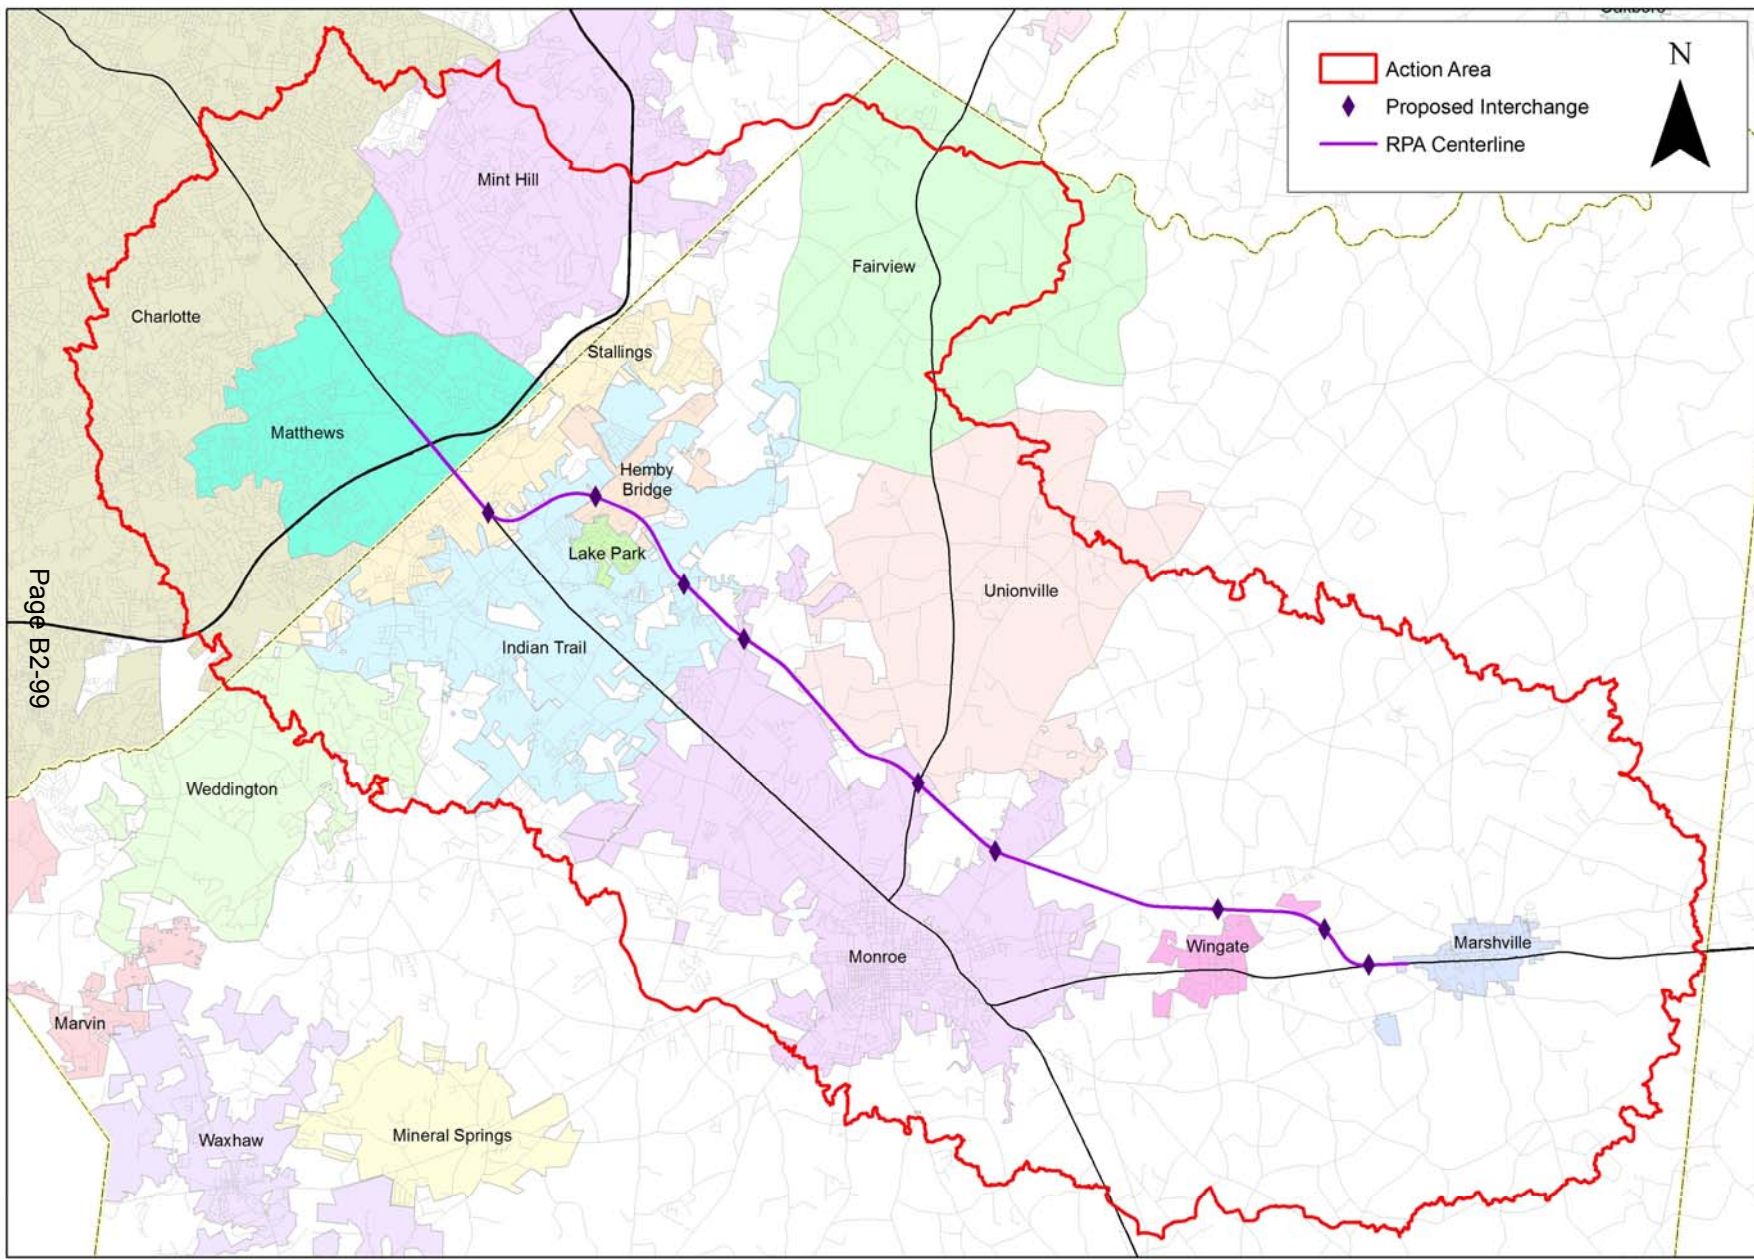 Action Area
N
Proposed Interchange
RPA Centerline
Mint Hill
Fairview
Charlotte
Stallings
Matthews
Hemby
Bridge
Lake Park
Unionville
Indian Trail
Weddington
Wingate
Marshville
Monroe
Marvin
Waxhaw
Mineral Springs
Page B2-99